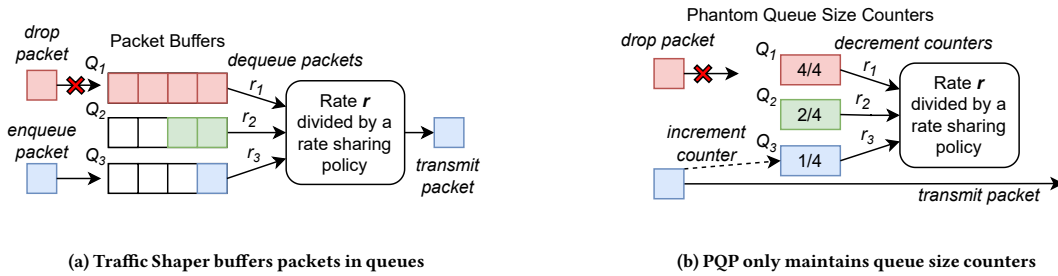 drop
packet
Packet Buffers
Q1
dequeue packets
r1
Q2
r2
enqueue
packet
Q3
r3
Rate r
divided by a
rate sharing
policy
transmit
packet
(a) Traffic Shaper buffers packets in queues
Phantom Queue Size Counters
drop packet
Q1
decrement counters
4/4
r1
Q2
2/4
r2
increment
counter
Q3
1/4
r3
Rate r
divided by a
rate sharing
policy
transmit packet
(b) PQP only maintains queue size counters